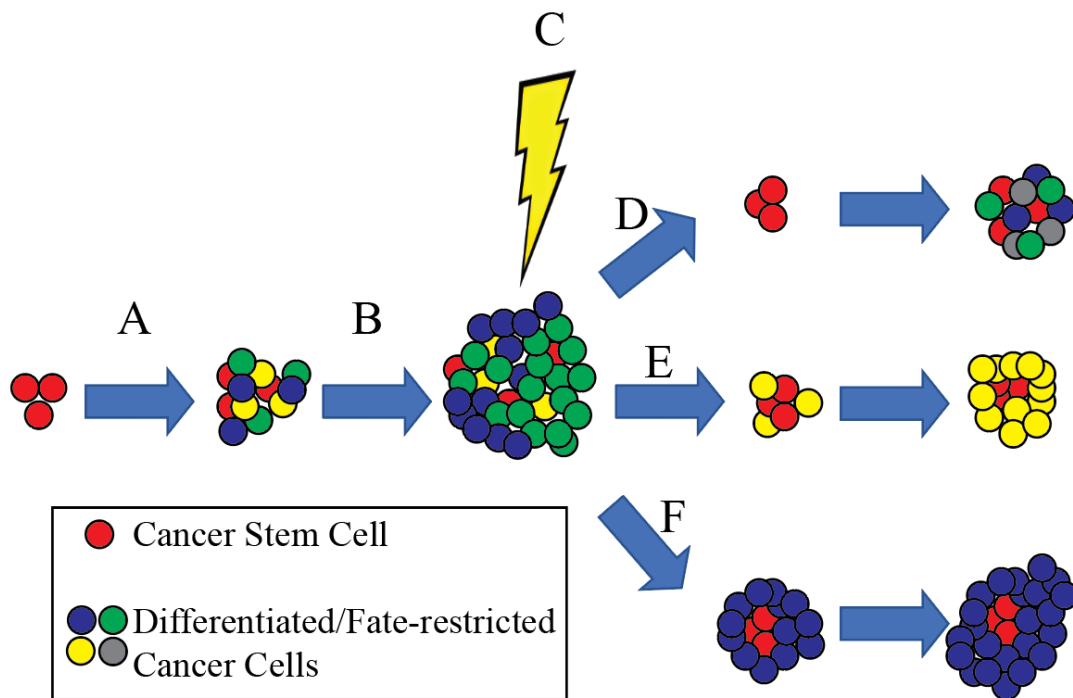 C
D
A
B
E
F
Cancer Stem Cell
Differentiated/Fate-restricted
Cancer Cells